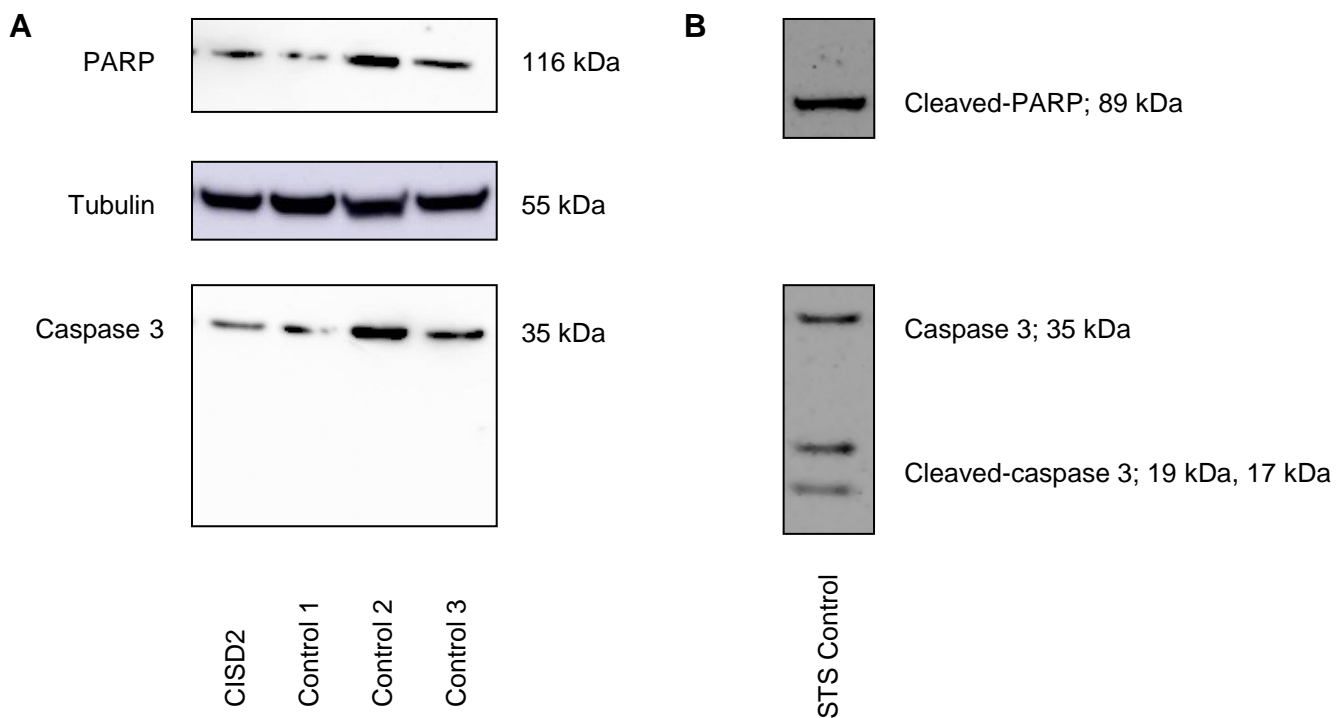 A
PARP
116 kDa
Tubulin
55 kDa
Caspase 3
35 kDa
CISD2
Control 1
Control 2
Control 3
B
Cleaved-PARP; 89 kDa
Caspase 3; 35 kDa
Cleaved-caspase 3; 19 kDa, 17 kDa
STS Control